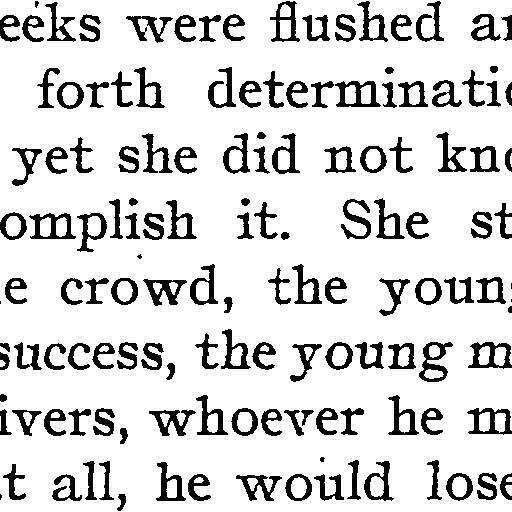 eeks were flushed an
forth determinatio
yet she did not kno
omplish it. She st
e crowd, the young
success, the young m
ivers, whoever he m
t all, he would lose